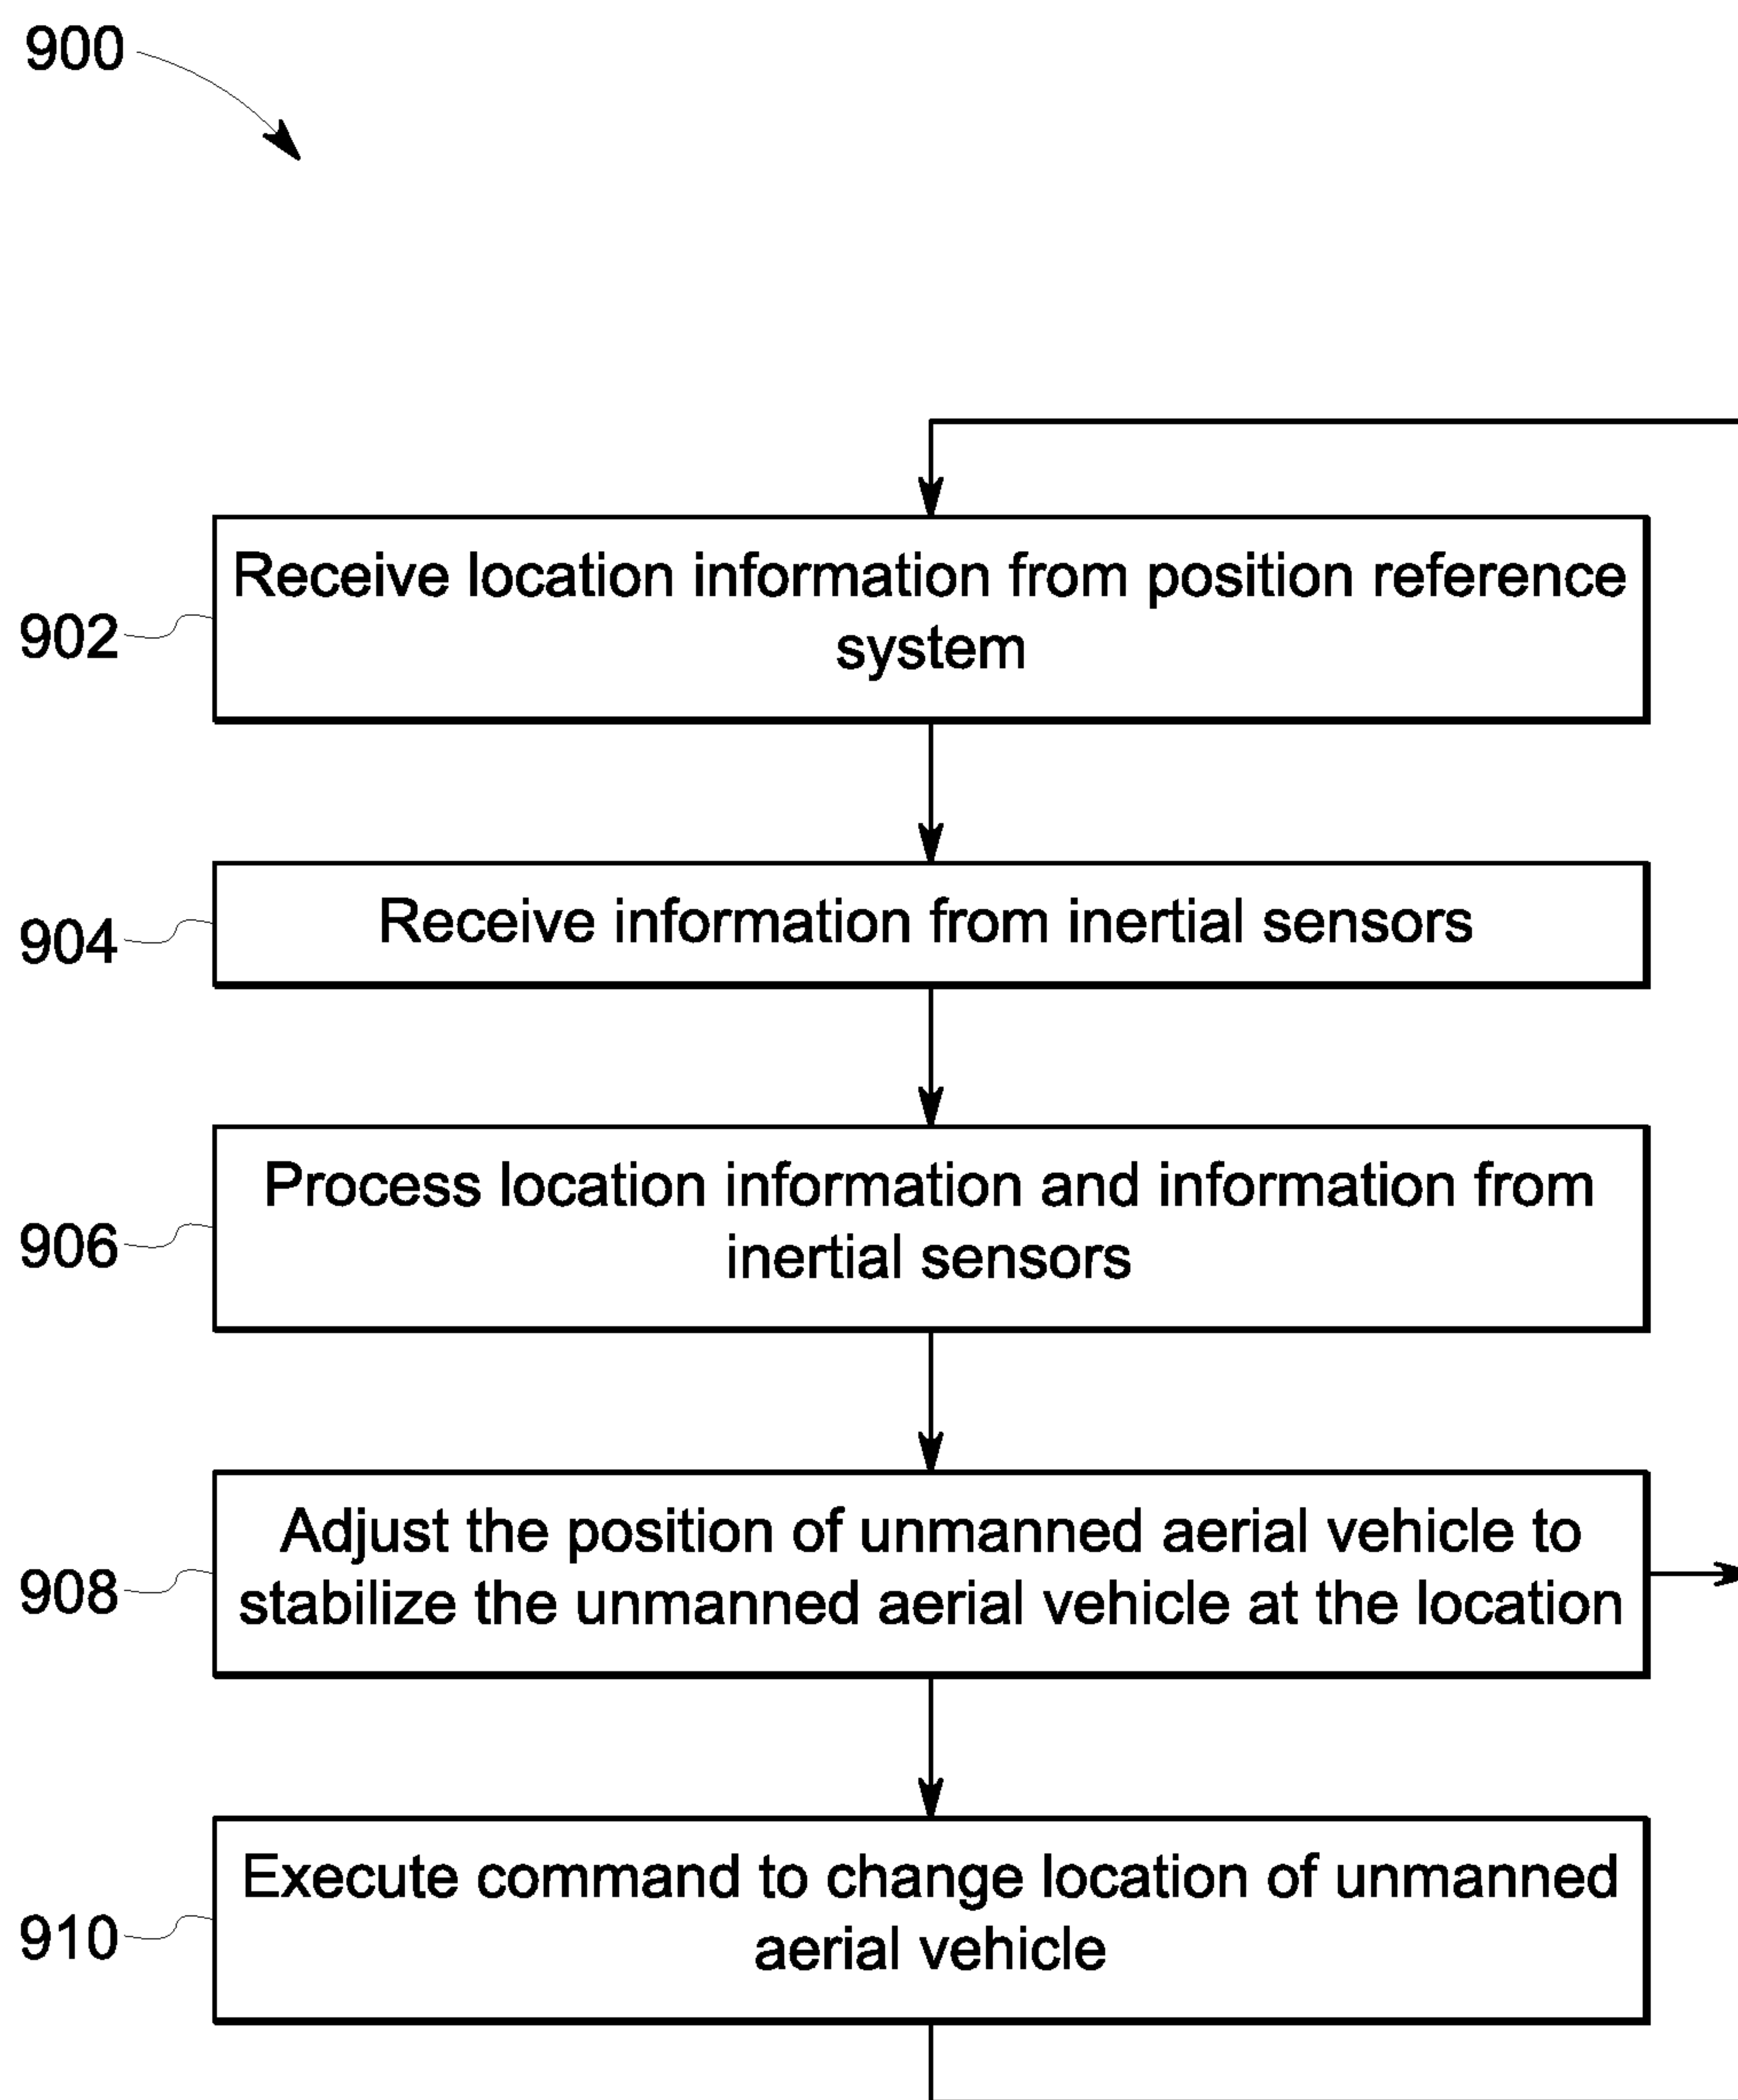 900
902
Receive location information from position reference
system
904
Receive information from inertial sensors
906
Process location information and information from
inertial sensors
908
Adjust the position of unmanned aerial vehicle to
stabilize the unmanned aerial vehicle at the location
910
Execute command to change location of unmanned
aerial vehicle